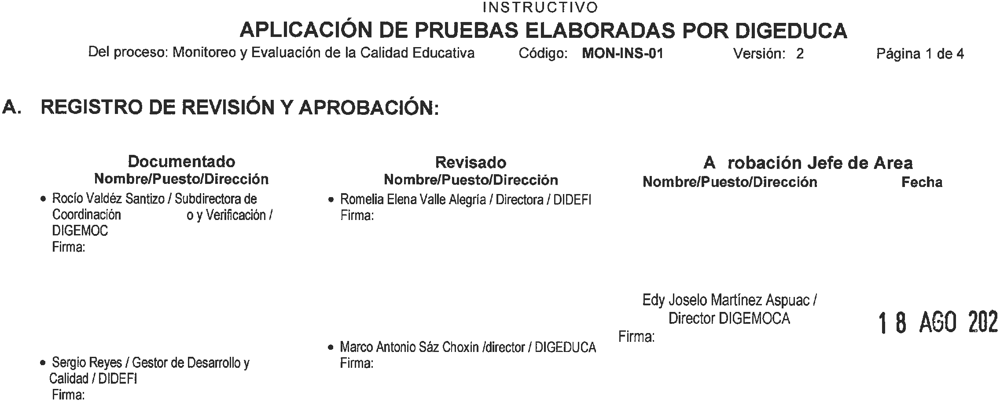 INSTRUCTIVO
APLICACIÓN DE PRUEBAS ELABORADAS POR DIGEDUCA
Del proceso: Monitoreo y Evaluación de la Calidad Educativa Código: MON-INS-01 Versión: 2 Página 1 de 4
A. REGISTRO DE REVISIÓN Y APROBACIÓN:
Documentado
Nombre/Puesto/Dirección
• Rocío Valdéz Santizo / Subdirectora de
Coordinación o y Verificación /
DIGEMOC
Firma:
• Sergio Reyes / Gestor de Desarrollo y
Calidad / DIDEFI
Firma:
Revisado
Nombre/Puesto/Dirección
• Romelia Elena Valle Alegría / Directora / DIDEFI
Firma:
• Marco Antonio Sáz Choxin /director / DIGEDUCA
Firma:
A robación Jefe de Area
Nombre/Puesto/Dirección Fecha
Edy Joselo Martínez Aspuac /
Director DIGEMOCA
Firma:
18 AGO 202